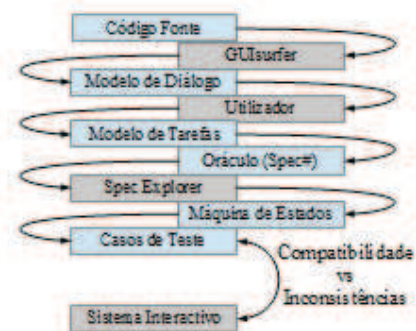 Código Fonte
GUIsurfer
Modelo de Diálogo
Utilizador
Modelo de Tarefas
Oráculo (Spec#)
Spec Explorer
Máquina de Estados
Casos de Teste
Compatibilidade
vs
Inconsistências
Sistema Interactivo